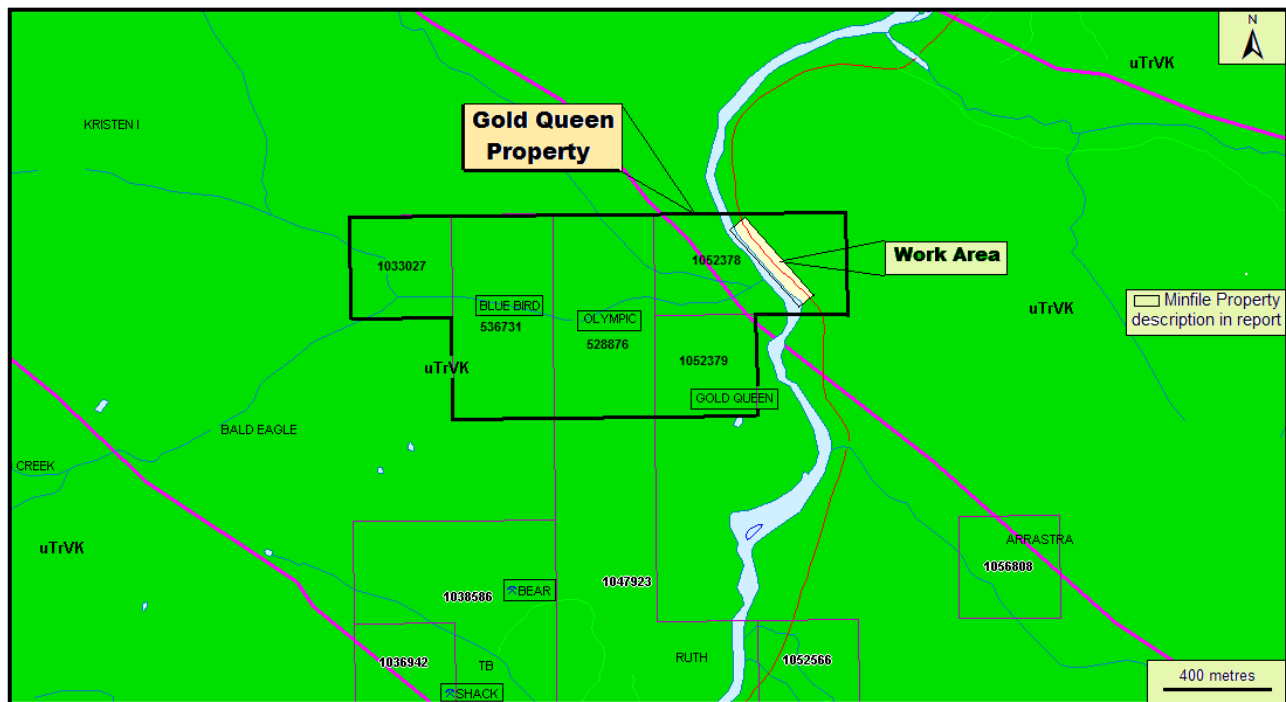 N
uTrVK
Gold Queen
Property
KRISTEN I
1033027
1052378
Work Area
BLUE BIRD
536731
OLYMPIC
528876
uTrVK
Minfile Property
description in report
uTrVK
1052379
GOLD QUEEN
BALD EAGLE
CREEK
uTrVK
ARRASTRA
1056808
1047923
BEAR
1038586
1036942
TB
RUTH
1052566
SHACK
400 metres